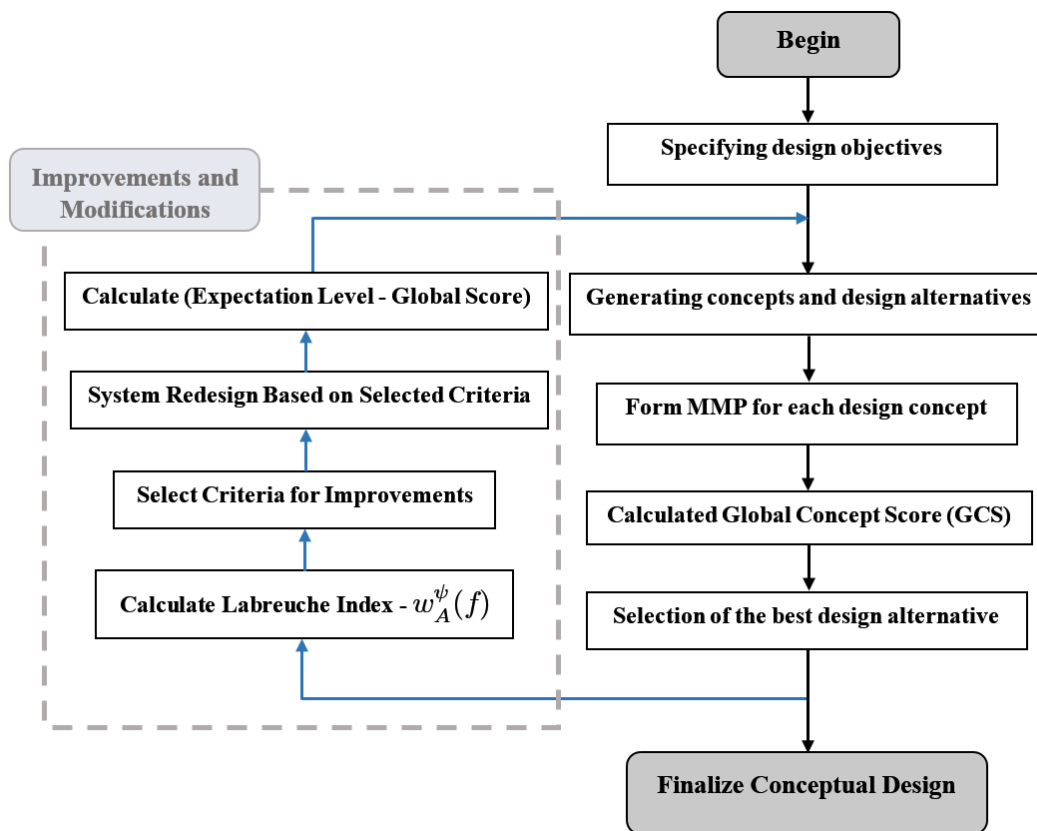 Begin
Specifying design objectives
Improvements and
Modifications
Calculate (Expectation Level - Global Score)
Generating concepts and design alternatives
System Redesign Based on Selected Criteria
Form MMP for each design concept
Select Criteria for Improvements
Calculated Global Concept Score (GCS)
Calculate Labreuche Index - $w_A^\psi(f)$
Selection of the best design alternative
Finalize Conceptual Design